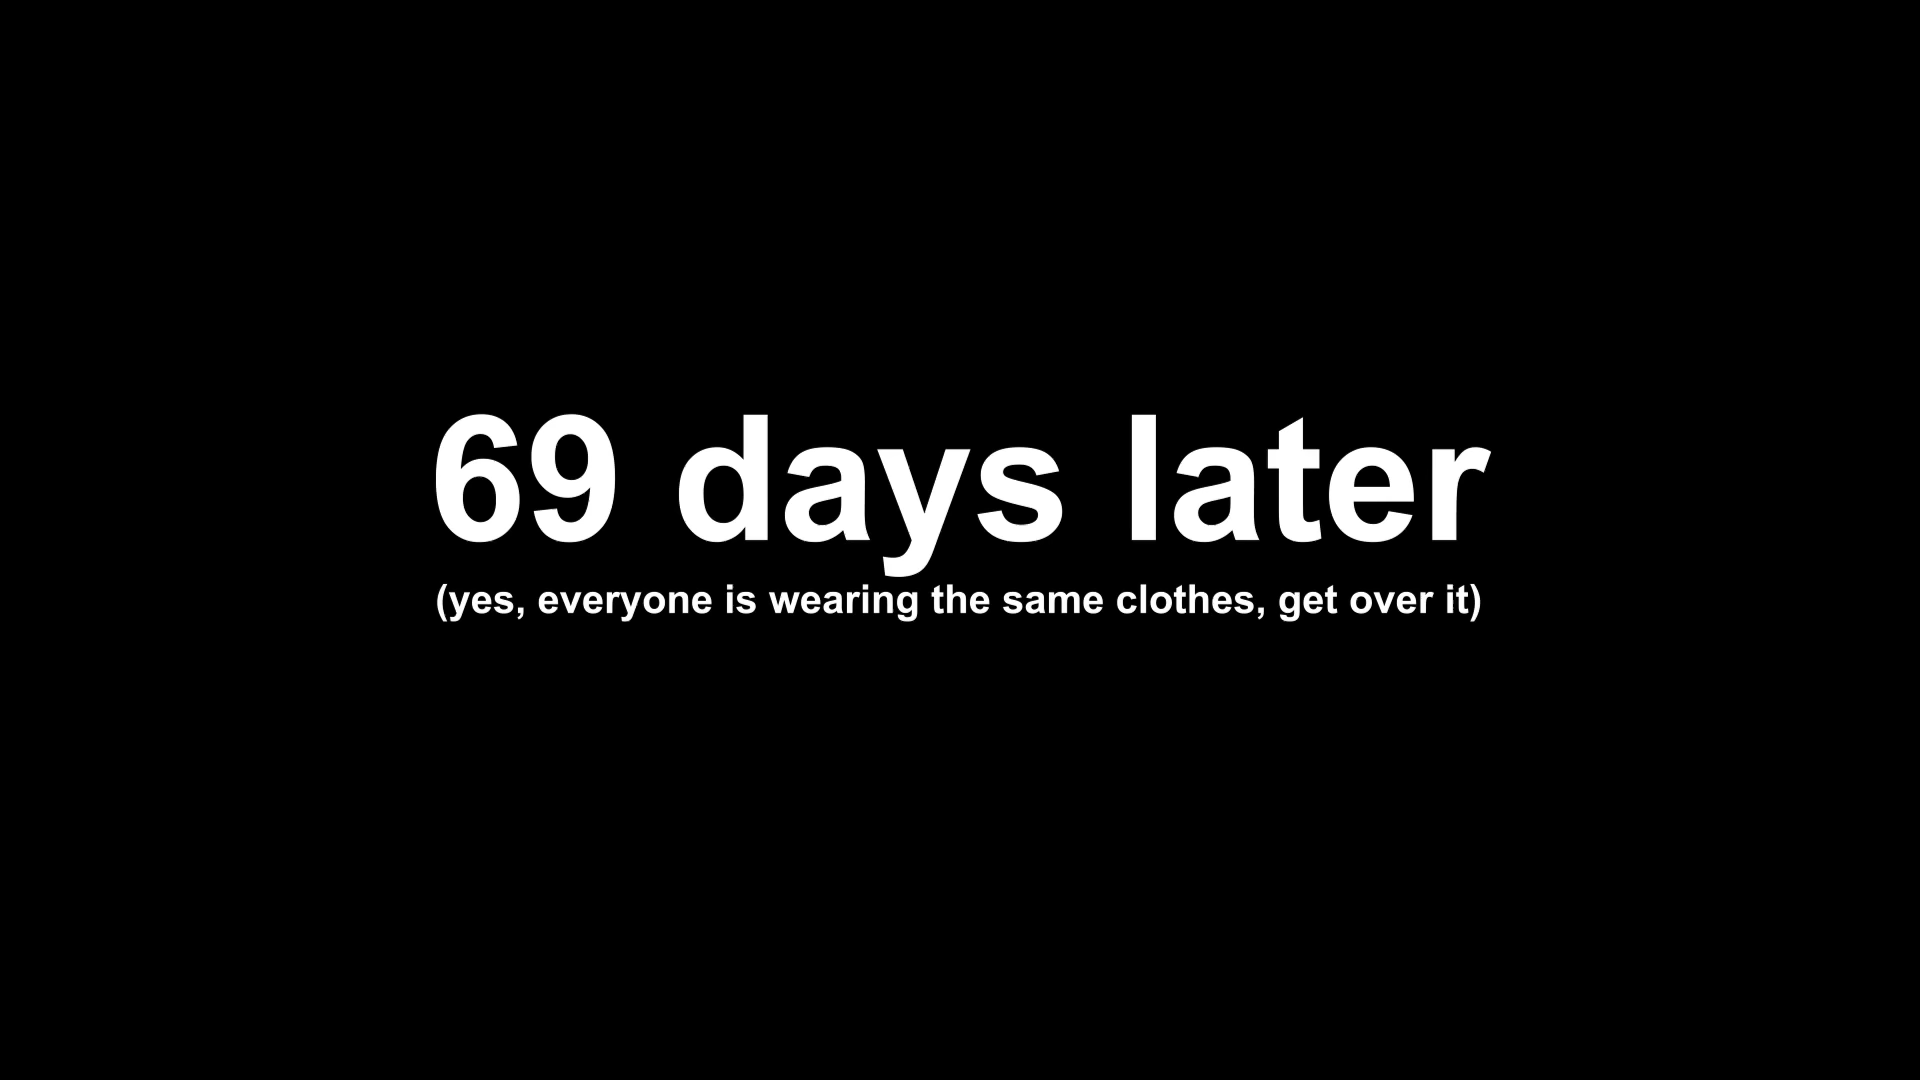 69 days later
(yes, everyone is wearing the same clothes, get over it)